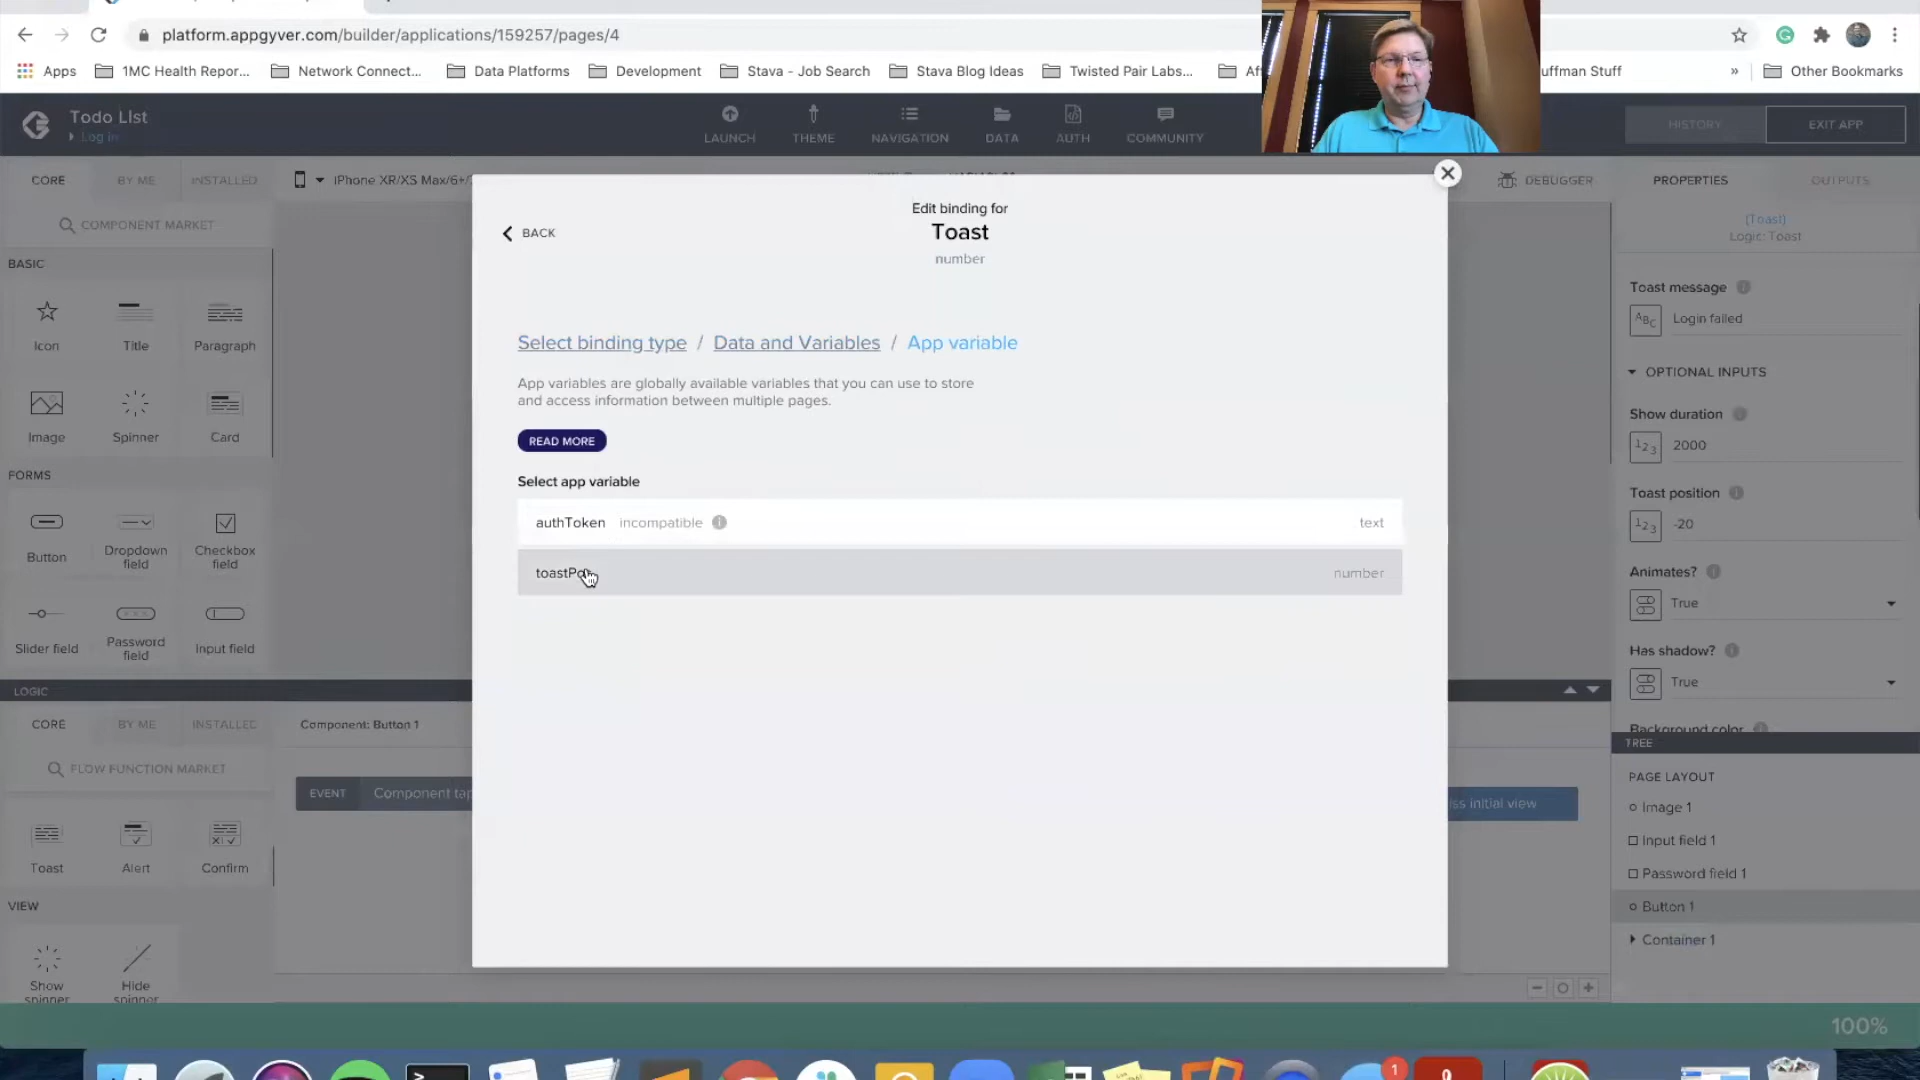 platform.appgyver.com/builder/applications/159257/pages/4
Apps
1MC Health Repor...
Network Connect...
Data Platforms
Development
Stava - Job Search
Stava Blog Ideas
Twisted Pair Labs...
uffman Stuff
»
Other Bookmarks
Todo List
Log in
LAUNCH
THEME
NAVIGATION
DATA
AUTH
COMMUNITY
HISTORY
EXIT APP
CORE
BY ME
INSTALLED
iPhone XR/XS Max/6+/
DEBUGGER
PROPERTIES
OUTPUTS
COMPONENT MARKET
BASIC
Icon
Title
Paragraph
Image
Spinner
Card
FORMS
Button
Dropdown field
Checkbox field
Slider field
Password field
Input field
BACK
Edit binding for
Toast
number
Select binding type / Data and Variables / App variable
App variables are globally available variables that you can use to store
and access information between multiple pages.
READ MORE
Select app variable
authToken incompatible text
number
(Toast)
Logic: Toast
Toast message
ABC Login failed
OPTIONAL INPUTS
Show duration
123 2000
Toast position
123 -20
Animates?
True
Has shadow?
True
Background color
TREE
PAGE LAYOUT
Image 1
Input field 1
Password field 1
Button 1
Container 1
LOGIC
CORE
BY ME
INSTALLED
Component: Button 1
FLOW FUNCTION MARKET
EVENT Component tap
ss initial view
Toast
Alert
Confirm
VIEW
Show spinner
Hide spinner
100%
1